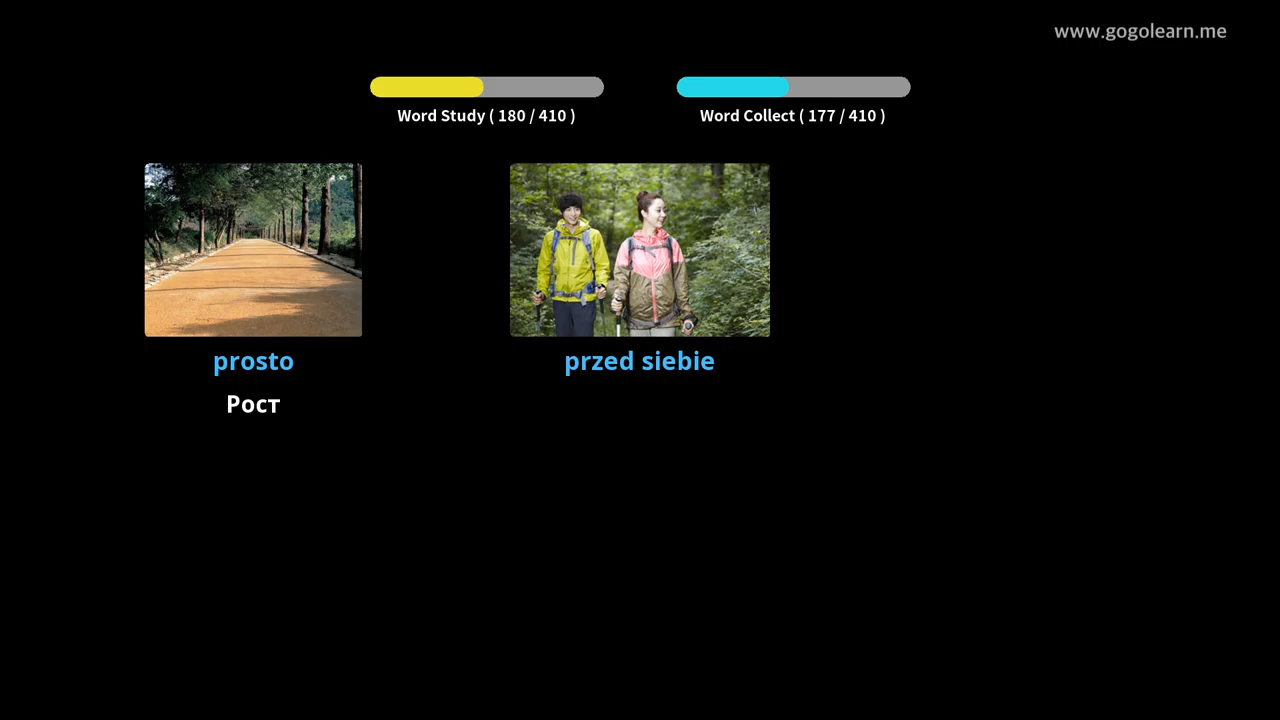 www.gogolearn.me
Word Study ( 180 / 410 )
Word Collect ( 177 / 410 )
prosto
przed siebie
Рост